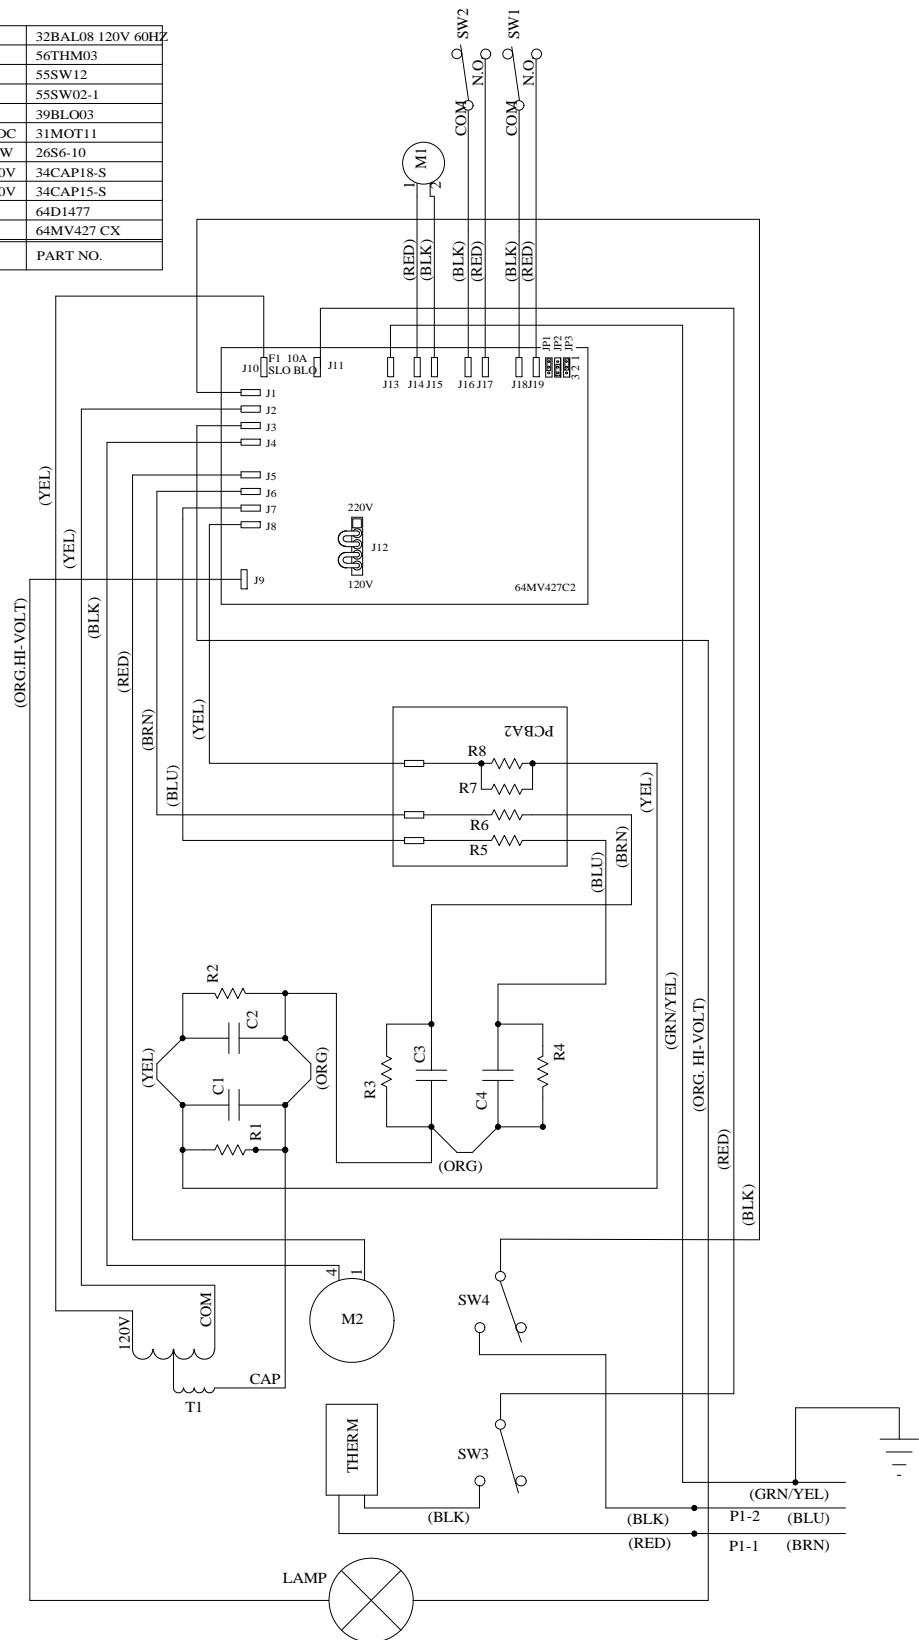 32BAL08 120V 60HZ
56THM03
55SW12
55SW02-1
39BLO03
DC 31MOT11
W 26S6-10
0V 34CAP18-S
0V 34CAP15-S
64D1477
64MV427 CX
PART NO.
SW2
SW1
N.O.
N.O.
COM
COM
M1
1
2
(RED)
(BLK)
(BLK)
(RED)
(BLK)
(RED)
J10
F1 10A
SLO BLO
J11
J13
J14
J15
J16
J17
J18
J19
JP1
JP2
JP3
3 2 1
J1
J2
J3
J4
J5
J6
J7
J8
J9
220V
J12
120V
64MV427C2
(YEL)
(YEL)
(BLK)
(ORG.HI-VOLT)
(RED)
(BRN)
(BLU)
(YEL)
PCBA2
R8
R7
R6
R5
(YEL)
(BRN)
(BLU)
R2
C2
(YEL)
(ORG)
C1
R1
R3
C3
C4
R4
(ORG)
(GRN/YEL)
(ORG. HI-VOLT)
(RED)
(BLK)
4
1
M2
SW4
120V
COM
CAP
T1
THERM
SW3
(BLK)
(GRN/YEL)
(BLK)
P1-2
(BLU)
(RED)
P1-1
(BRN)
LAMP